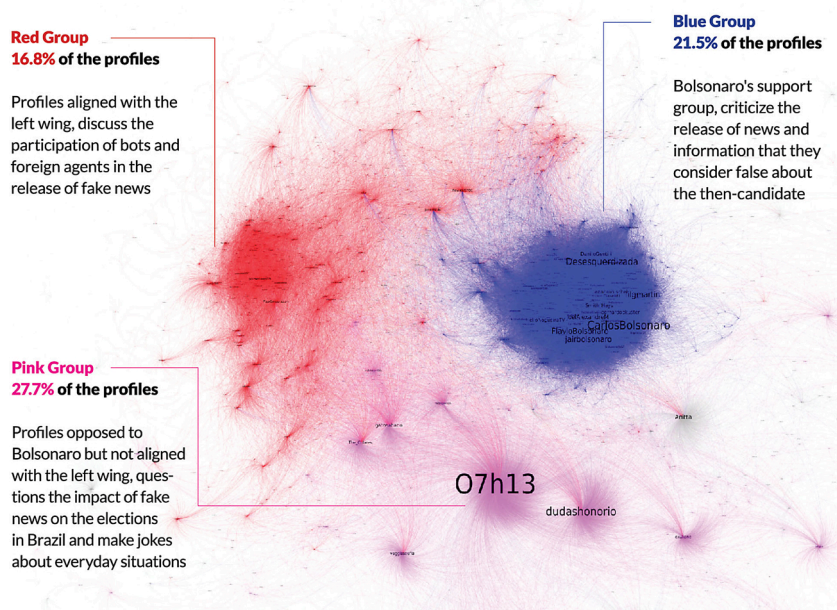 Red Group
16.8% of the profiles
Profiles aligned with the
left wing, discuss the
participation of bots and
foreign agents in the
release of fake news
Blue Group
21.5% of the profiles
Bolsonaro's support
group, criticize the
release of news and
information that they
consider false about
the then-candidate
Desesquerdizada
CarlosBolsonaro
FlavioBolsonaro
jairbolsonaro
Pink Group
27.7% of the profiles
Profiles opposed to
Bolsonaro but not aligned
with the left wing, ques-
tions the impact of fake
news on the elections
in Brazil and make jokes
about everyday situations
Anitta
O7h13
dudashonorio